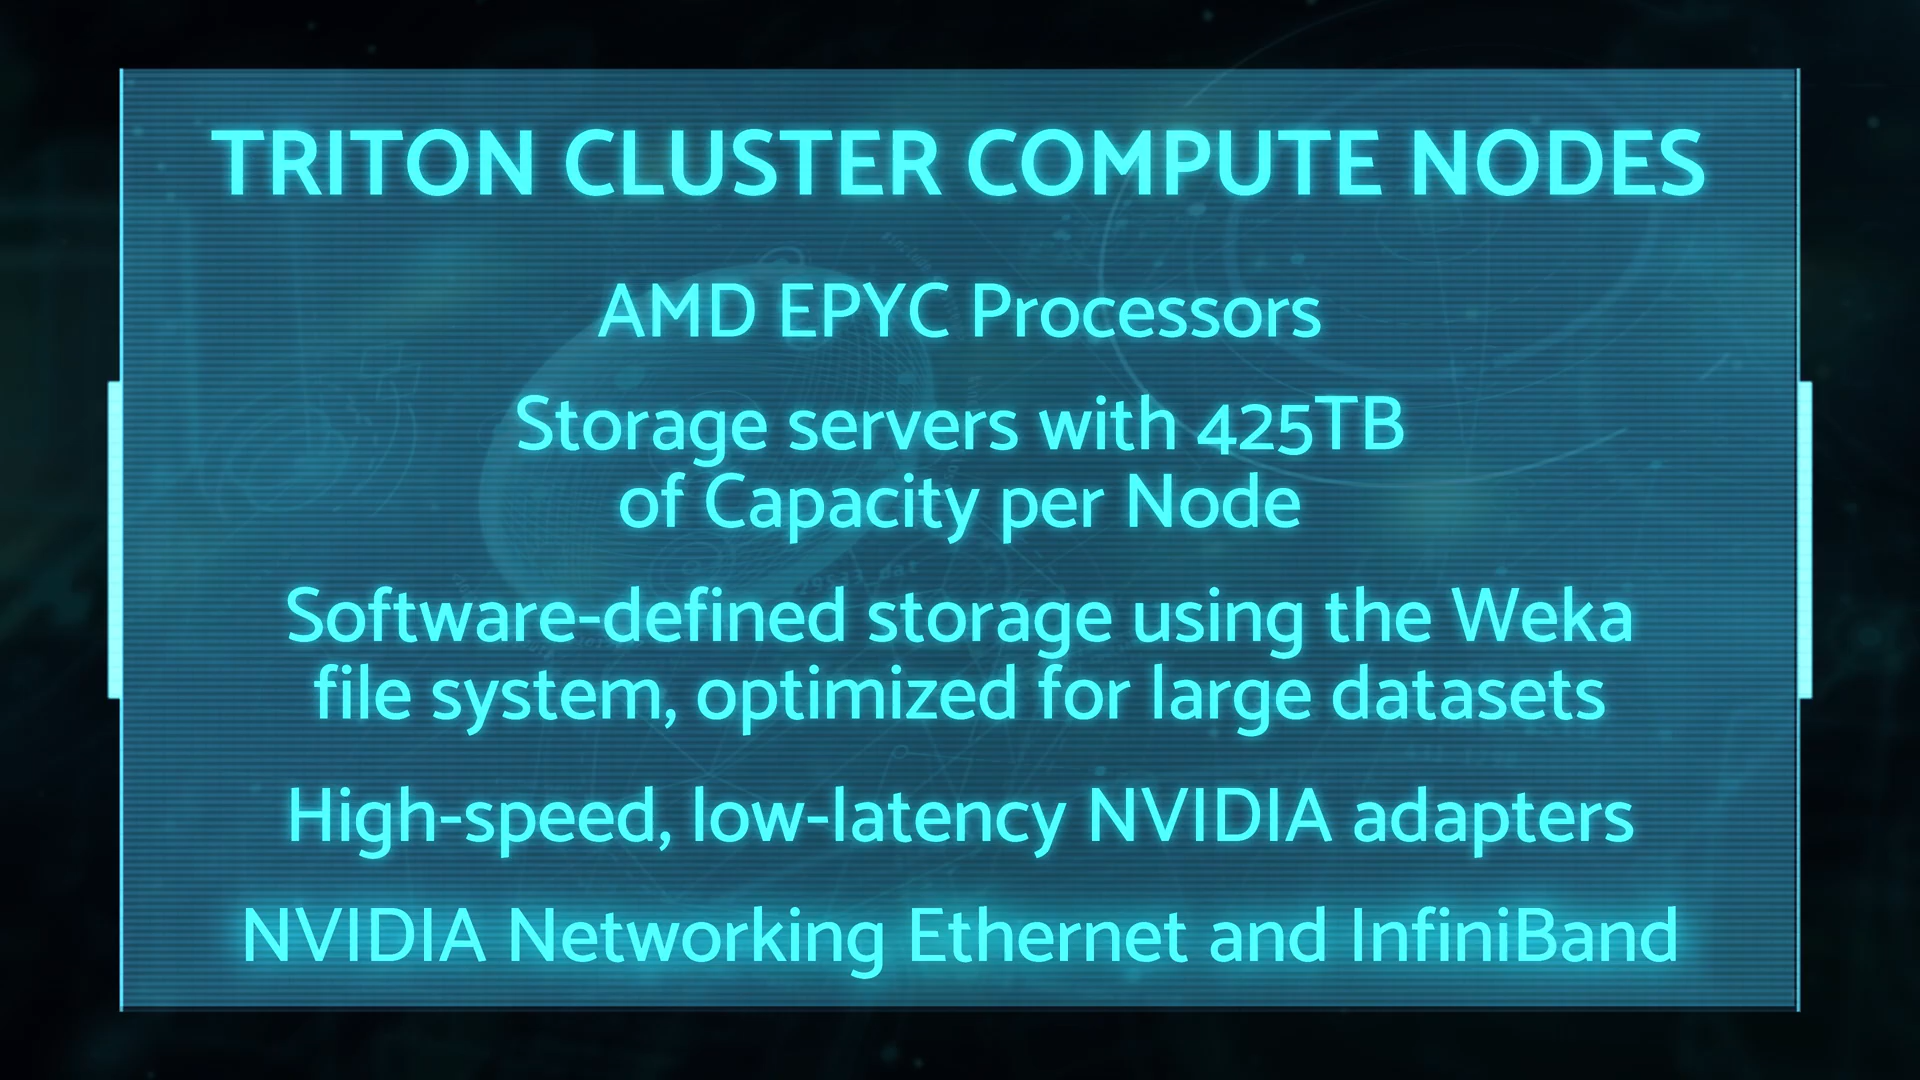 TRITON CLUSTER COMPUTE NODES
AMD EPYC Processors
Storage servers with 425TB
of Capacity per Node
Software-defined storage using the Weka
file system, optimized for large datasets
High-speed, low-latency NVIDIA adapters
NVIDIA Networking Ethernet and InfiniBand